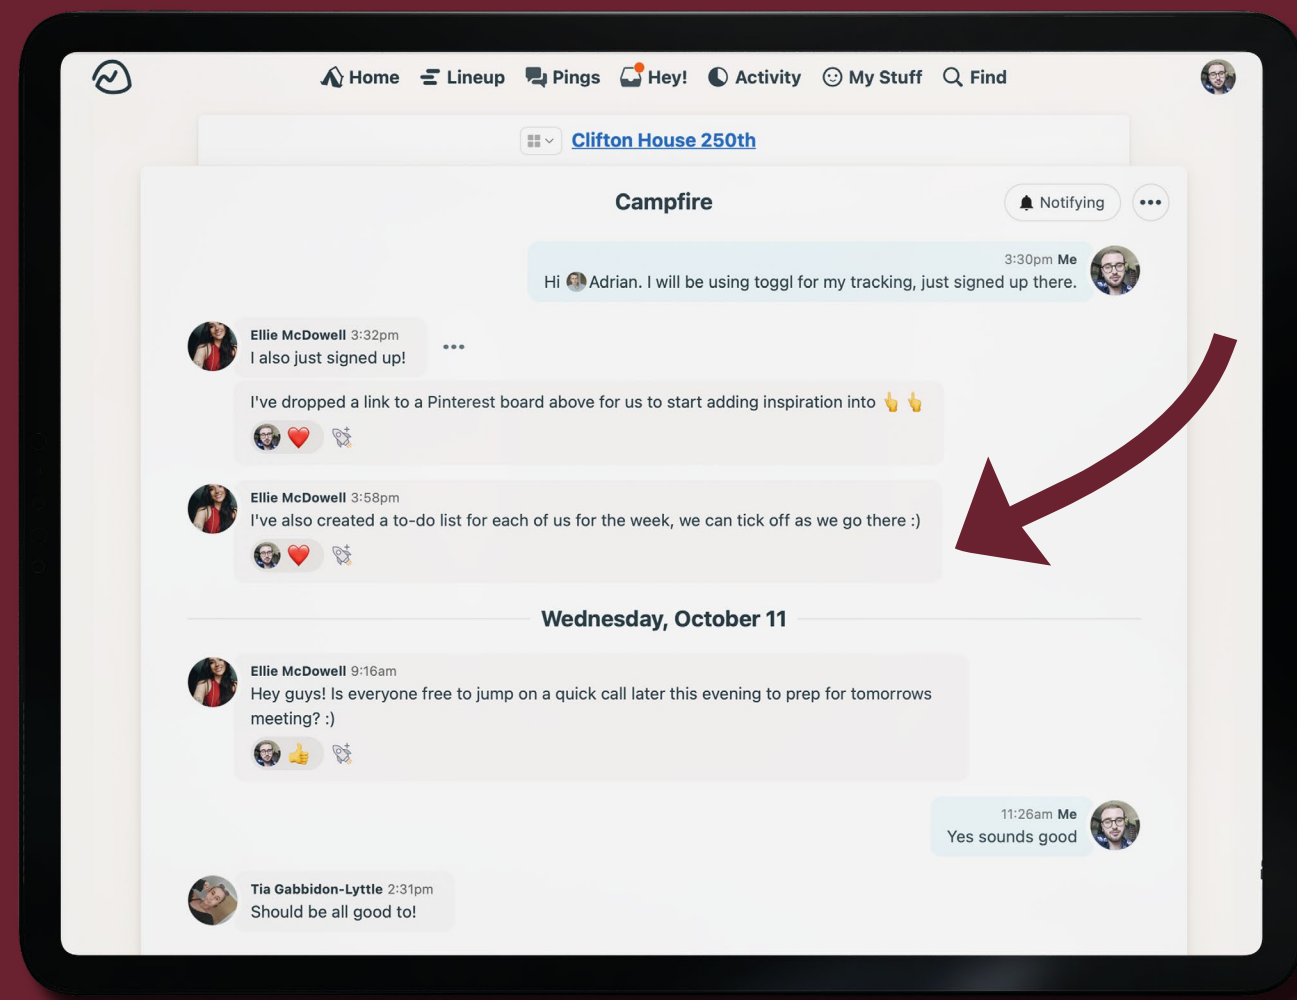 Home Lineup Pings Hey! Activity My Stuff Find
Clifton House 250th
Campfire
Notifying
3:30pm Me
Hi Adrian. I will be using toggl for my tracking, just signed up there.
Ellie McDowell 3:32pm
I also just signed up!
I've dropped a link to a Pinterest board above for us to start adding inspiration into 👆 👆
Ellie McDowell 3:58pm
I've also created a to-do list for each of us for the week, we can tick off as we go there :)
Wednesday, October 11
Ellie McDowell 9:16am
Hey guys! Is everyone free to jump on a quick call later this evening to prep for tomorrows
meeting? :)
11:26am Me
Yes sounds good
Tia Gabbidon-Lyttle 2:31pm
Should be all good to!